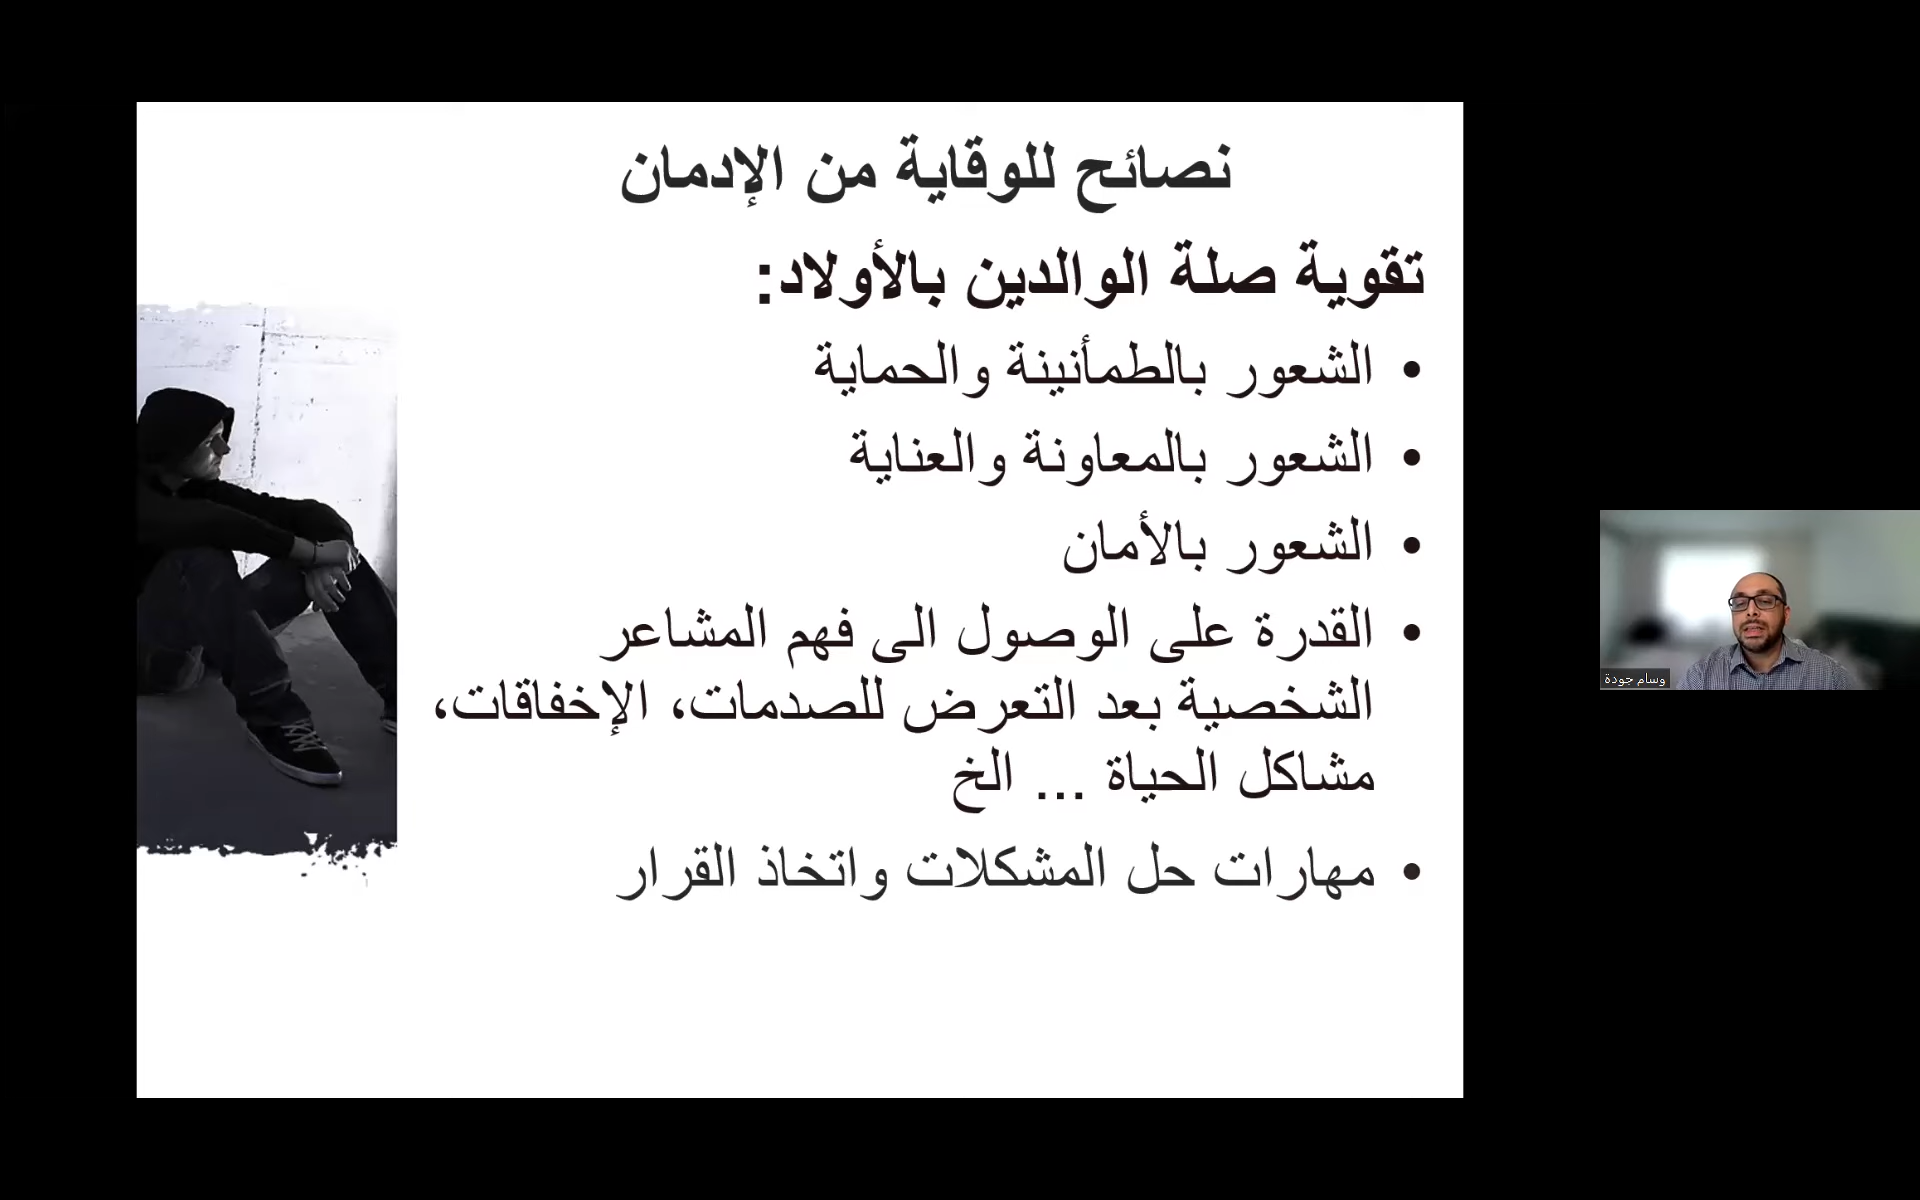 نصائح للوقاية من الإدمان
تقوية صلة الوالدين بالأولاد:
• الشعور بالطمأنينة والحماية
• الشعور بالمعاونة والعناية
• الشعور بالأمان
• القدرة على الوصول الى فهم المشاعر
الشخصية بعد التعرض للصدمات، الإخفاقات،
مشاكل الحياة ... الخ
• مهارات حل المشكلات واتخاذ القرار
وسام جودة